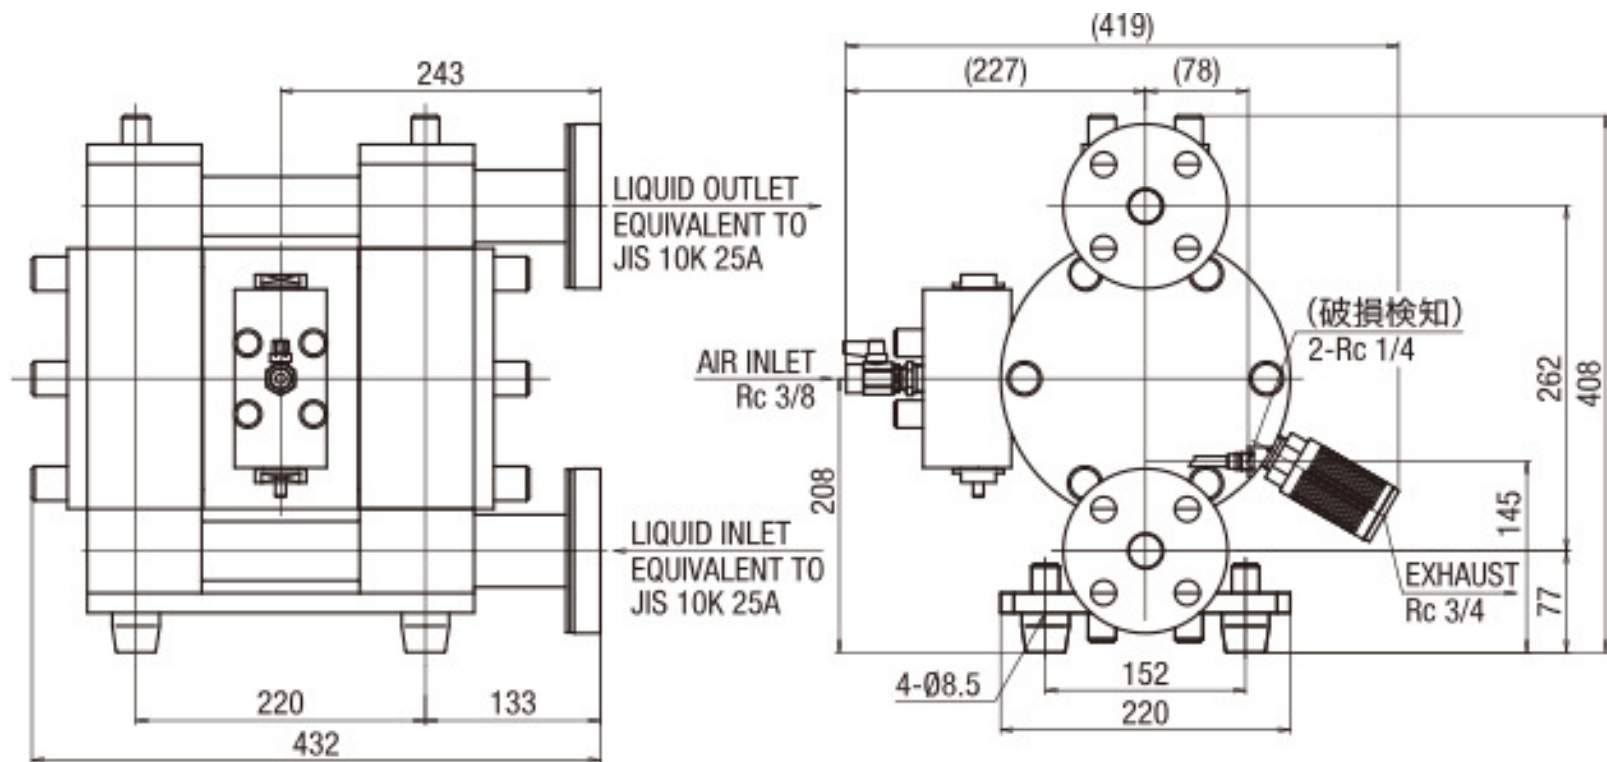 243
LIQUID OUTLET
EQUIVALENT TO
JIS 10K 25A
LIQUID INLET
EQUIVALENT TO
JIS 10K 25A
220
133
432
(419)
(227)
(78)
AIR INLET
Rc 3/8
208
(破損検知)
2-Rc 1/4
262
408
145
77
EXHAUST
Rc 3/4
4-Ø8.5
152
220